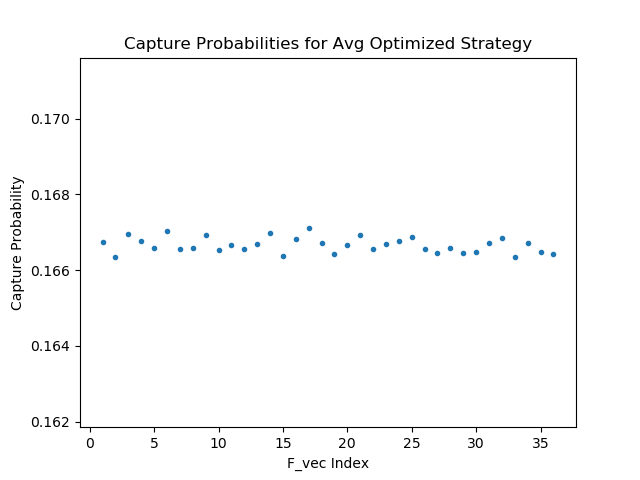 Capture Probabilities for Avg Optimized Strategy
0.170
0.168
0.166
0.164
0.162
Capture Probability
0 5 10 15 20 25 30 35
F_vec Index